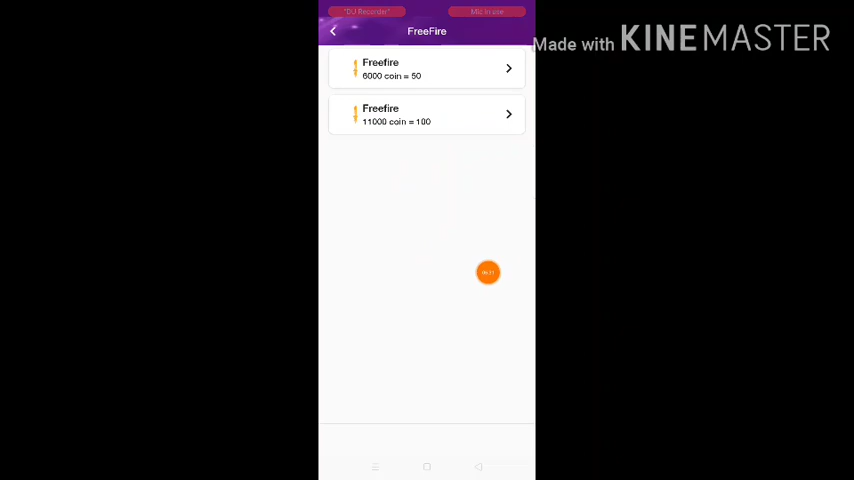 "DU Recorder"
Mic in use
FreeFire
Made with KINEMASTER
Freefire
6000 coin = 50
Freefire
11000 coin = 100